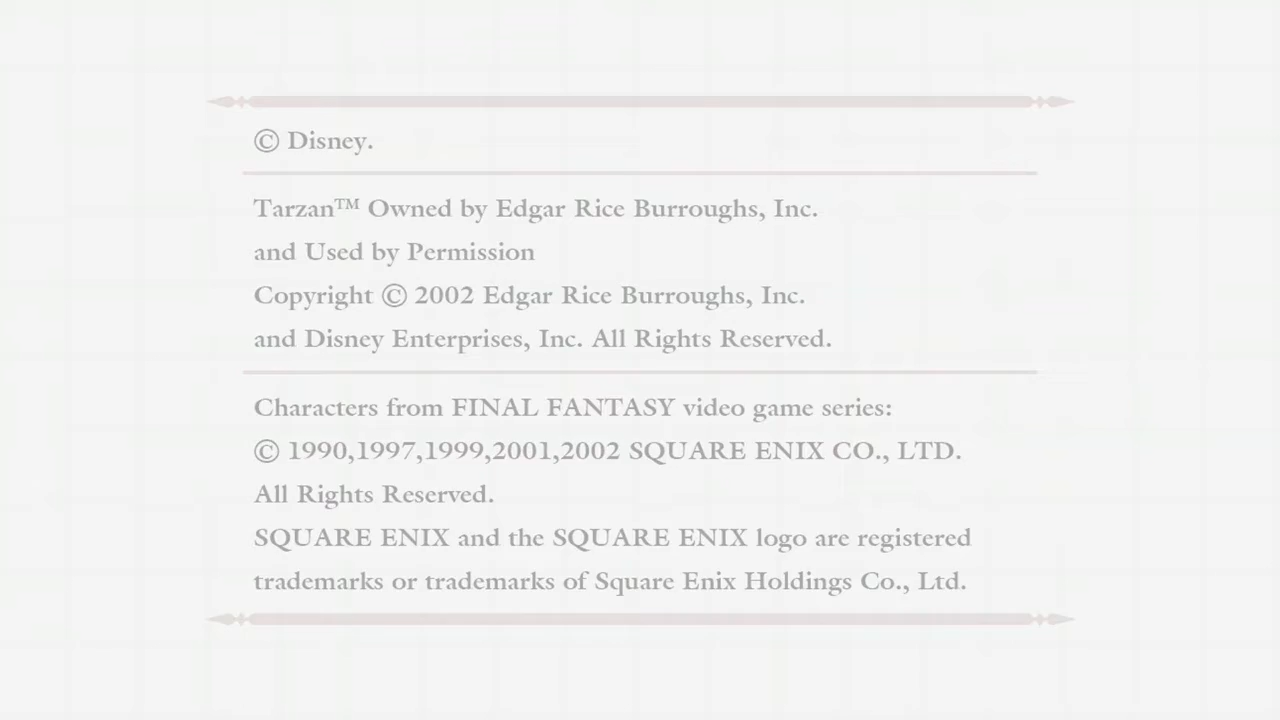 © Disney.
Tarzan™ Owned by Edgar Rice Burroughs, Inc.
and Used by Permission
Copyright © 2002 Edgar Rice Burroughs, Inc.
and Disney Enterprises, Inc. All Rights Reserved.
Characters from FINAL FANTASY video game series:
© 1990,1997,1999,2001,2002 SQUARE ENIX CO., LTD.
All Rights Reserved.
SQUARE ENIX and the SQUARE ENIX logo are registered
trademarks or trademarks of Square Enix Holdings Co., Ltd.